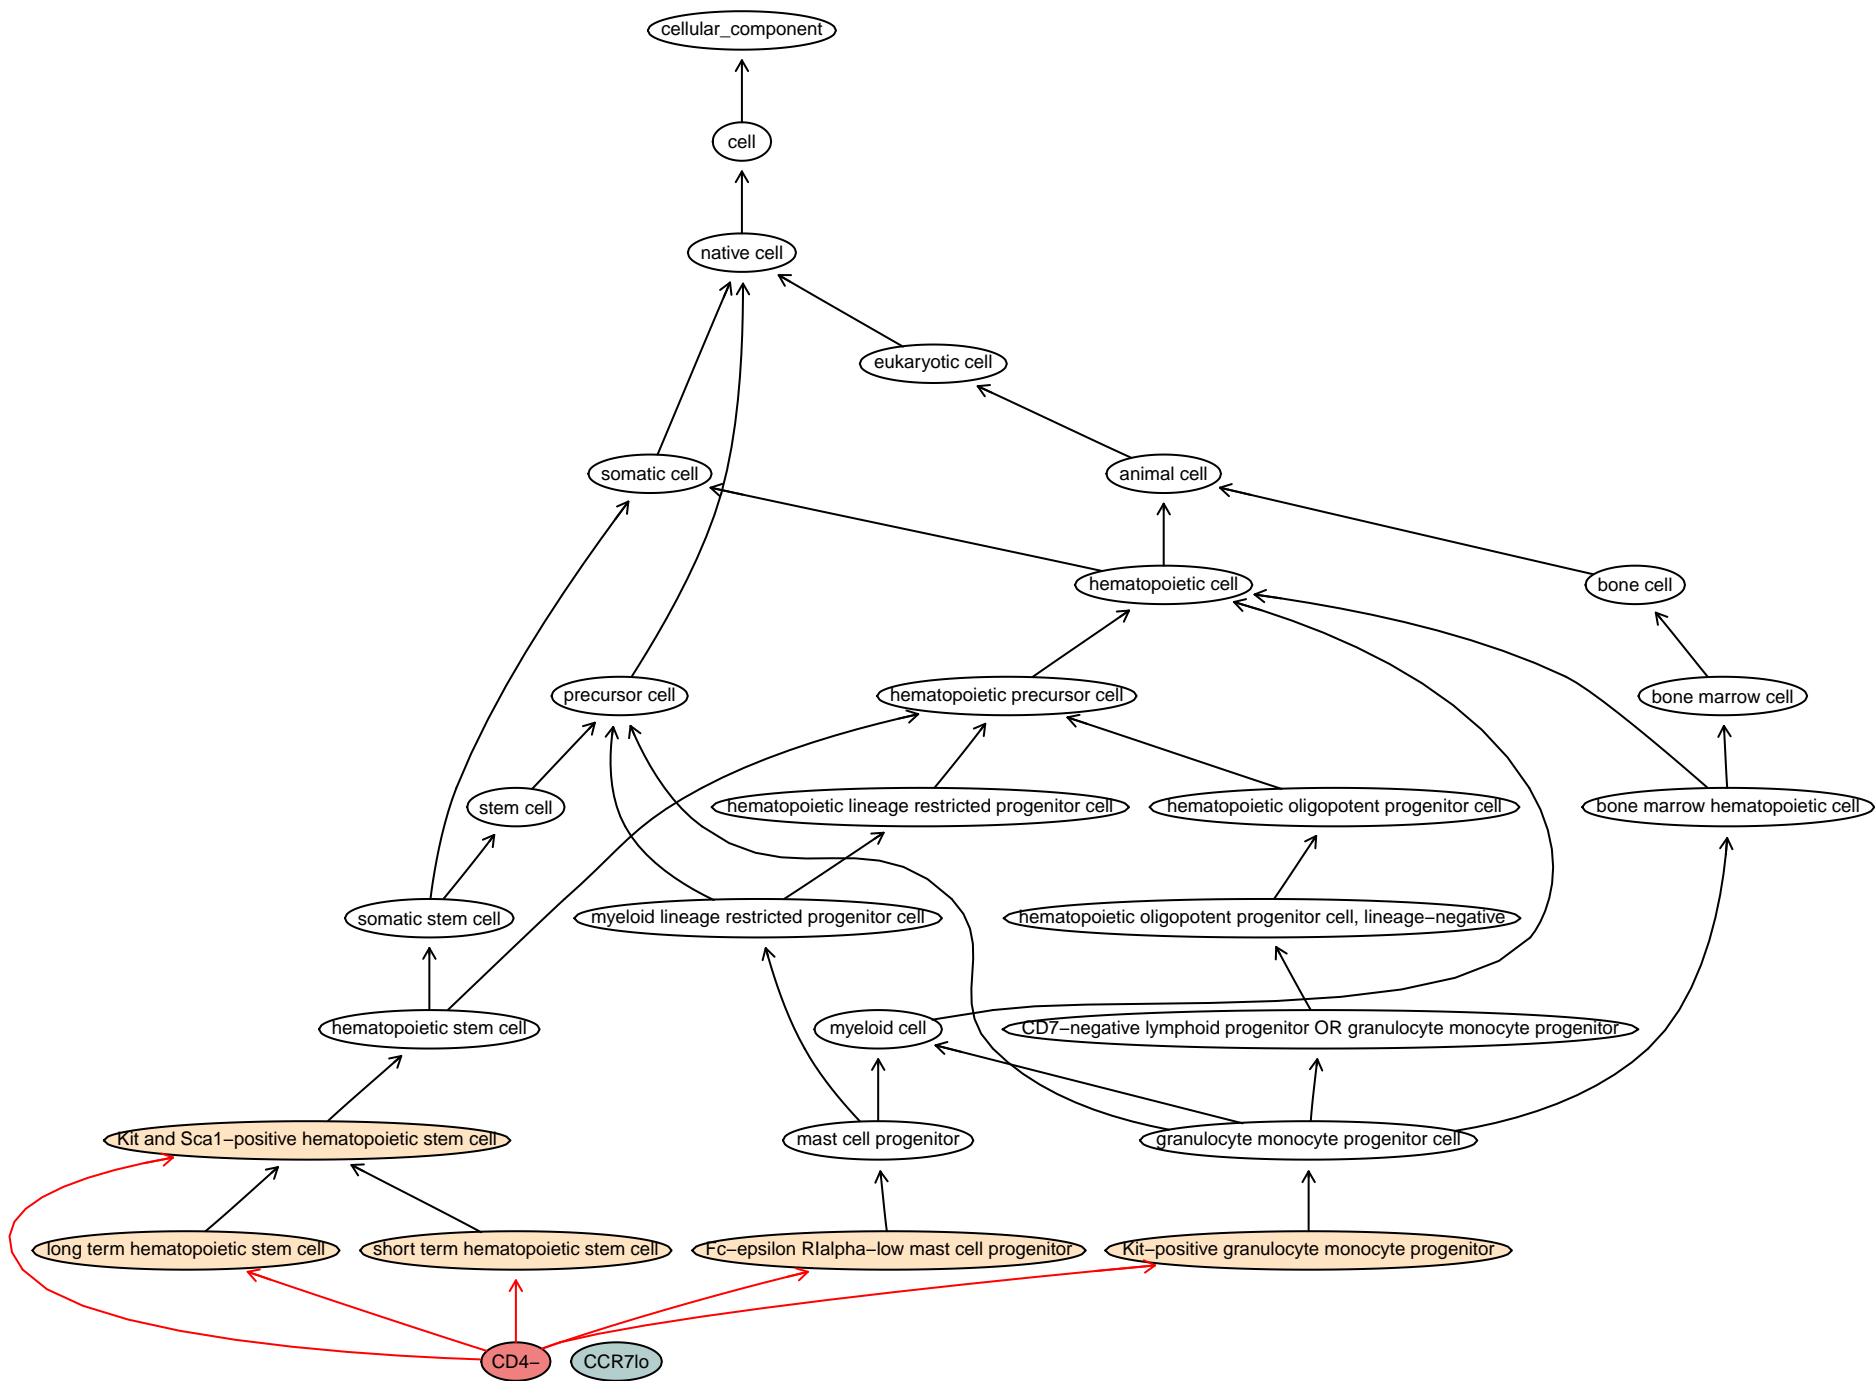 cellular_component
cell
native cell
eukaryotic cell
somatic cell
animal cell
hematopoietic cell
bone cell
precursor cell
hematopoietic precursor cell
bone marrow cell
stem cell
hematopoietic lineage restricted progenitor cell
hematopoietic oligopotent progenitor cell
bone marrow hematopoietic cell
somatic stem cell
myeloid lineage restricted progenitor cell
hematopoietic oligopotent progenitor cell, lineage−negative
hematopoietic stem cell
myeloid cell
CD7−negative lymphoid progenitor OR granulocyte monocyte progenitor
Kit and Sca1−positive hematopoietic stem cell
mast cell progenitor
granulocyte monocyte progenitor cell
long term hematopoietic stem cell
short term hematopoietic stem cell
Fc−epsilon RIalpha−low mast cell progenitor
Kit−positive granulocyte monocyte progenitor
CD4−
CCR7lo